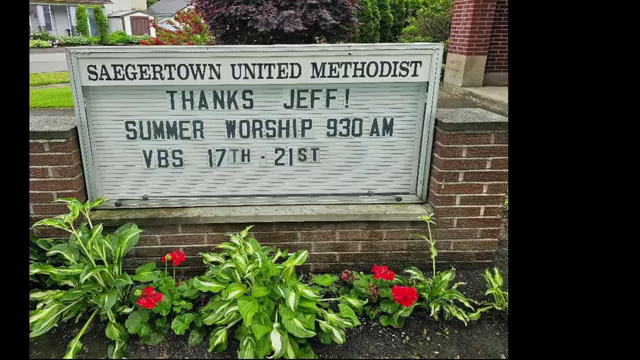 SAEGERTOWN UNITED METHODIST
THANKS JEFF!
SUMMER WORSHIP 930 AM
VBS 17TH - 21ST